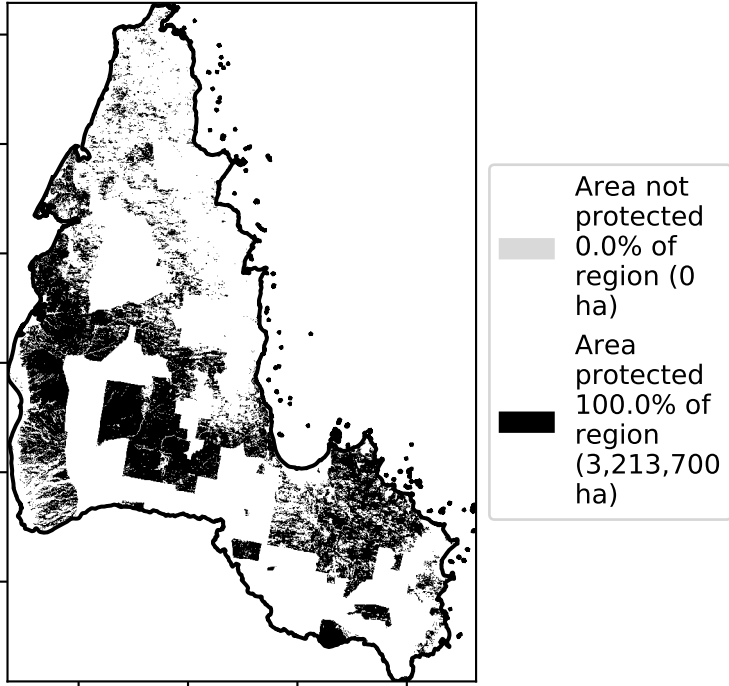 Area not
protected
0.0% of
region (0
ha)
Area
protected
100.0% of
region
(3,213,700
ha)